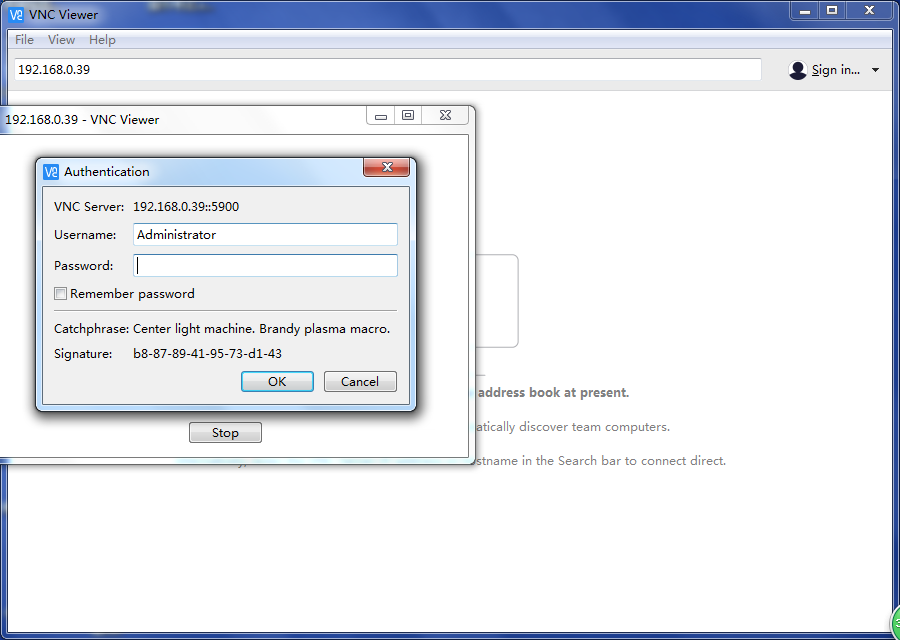 VNC Viewer
File View Help
192.168.0.39
Sign in...
192.168.0.39 - VNC Viewer
Authentication
VNC Server: 192.168.0.39::5900
Username: Administrator
Password:
Remember password
Catchphrase: Center light machine. Brandy plasma macro.
Signature: b8-87-89-41-95-73-d1-43
OK Cancel
address book at present.
discover team computers.
Stop
in the Search bar to connect direct.